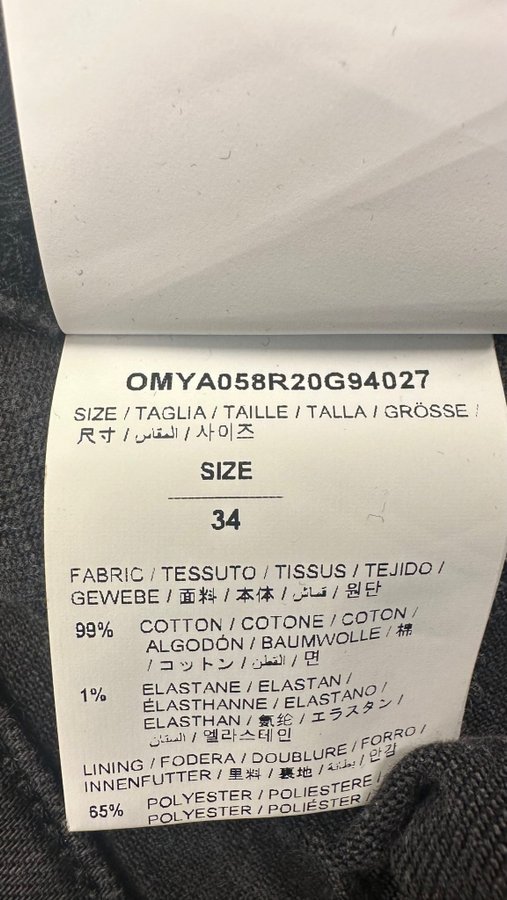 OMYA058R20G94027
SIZE / TAGLIA / TAILLE / TALLA / GRÖSSE /
尺寸 / المقاس / 사이즈
SIZE
34
FABRIC / TESSUTO / TISSUS / TEJIDO /
GEWEBE / 面料 / 本体 / قماش / 원단
99% COTTON / COTONE / COTON /
ALGODÓN / BAUMWOLLE / 棉
/ コットン / القطن / 면
1% ELASTANE / ELASTAN /
ÉLASTHANNE / ELASTANO /
ELASTHAN / 氨纶 / エラスタン /
/ 엘라스테인
LINING / FODERA / DOUBLURE / FORRO /
INNENFUTTER / 里料 / 裏地 / بطانة / 안감
65% POLYESTER / POLIESTERE /
POLYESTER / POLIÉSTER /